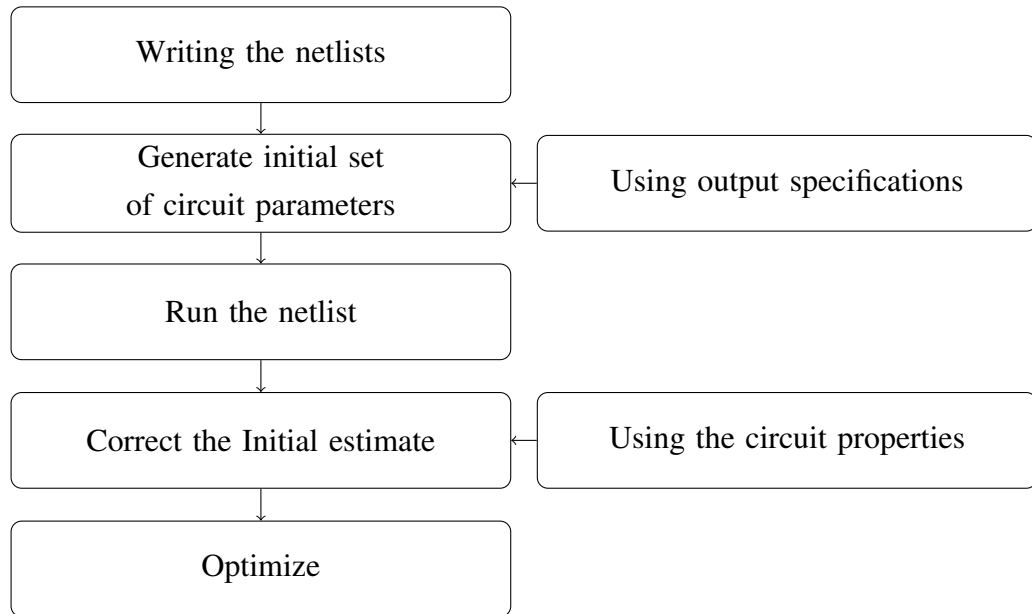 Writing the netlists
Generate initial set
of circuit parameters
Using output specifications
Run the netlist
Correct the Initial estimate
Using the circuit properties
Optimize